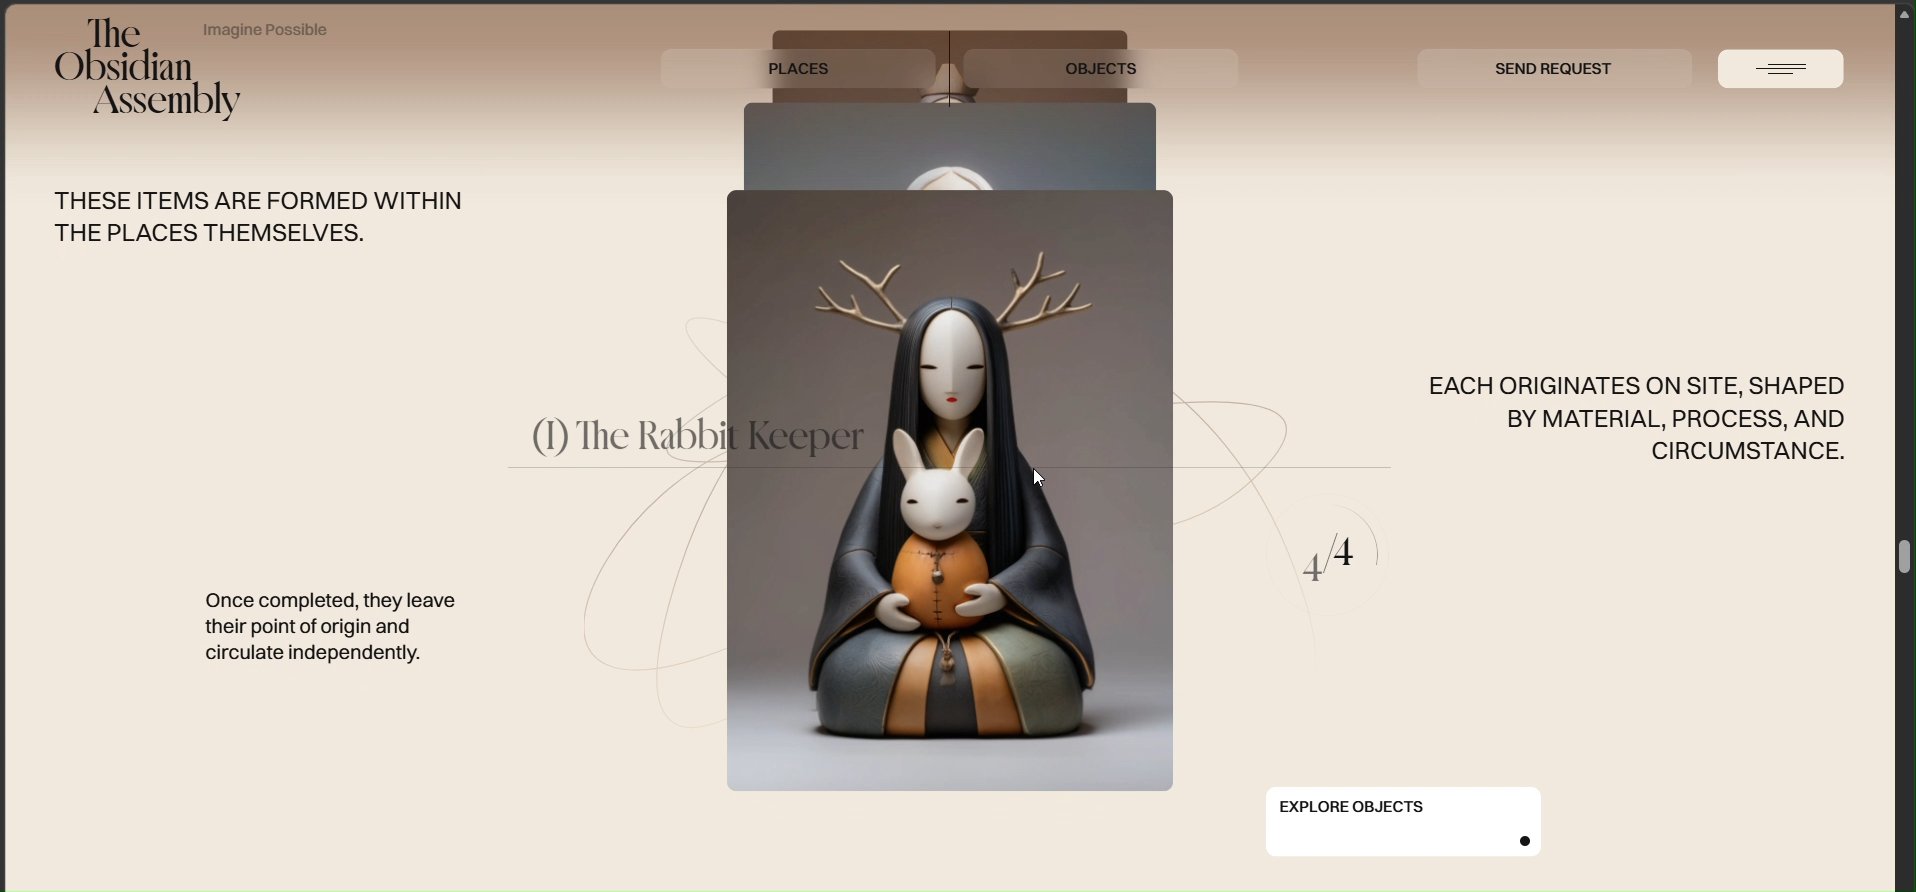 The
Obsidian
Assembly
Imagine Possible
PLACES
OBJECTS
SEND REQUEST
THESE ITEMS ARE FORMED WITHIN
THE PLACES THEMSELVES.
EACH ORIGINATES ON SITE, SHAPED
BY MATERIAL, PROCESS, AND
CIRCUMSTANCE.
(I) The Rabbit Keeper
4/4
Once completed, they leave
their point of origin and
circulate independently.
EXPLORE OBJECTS